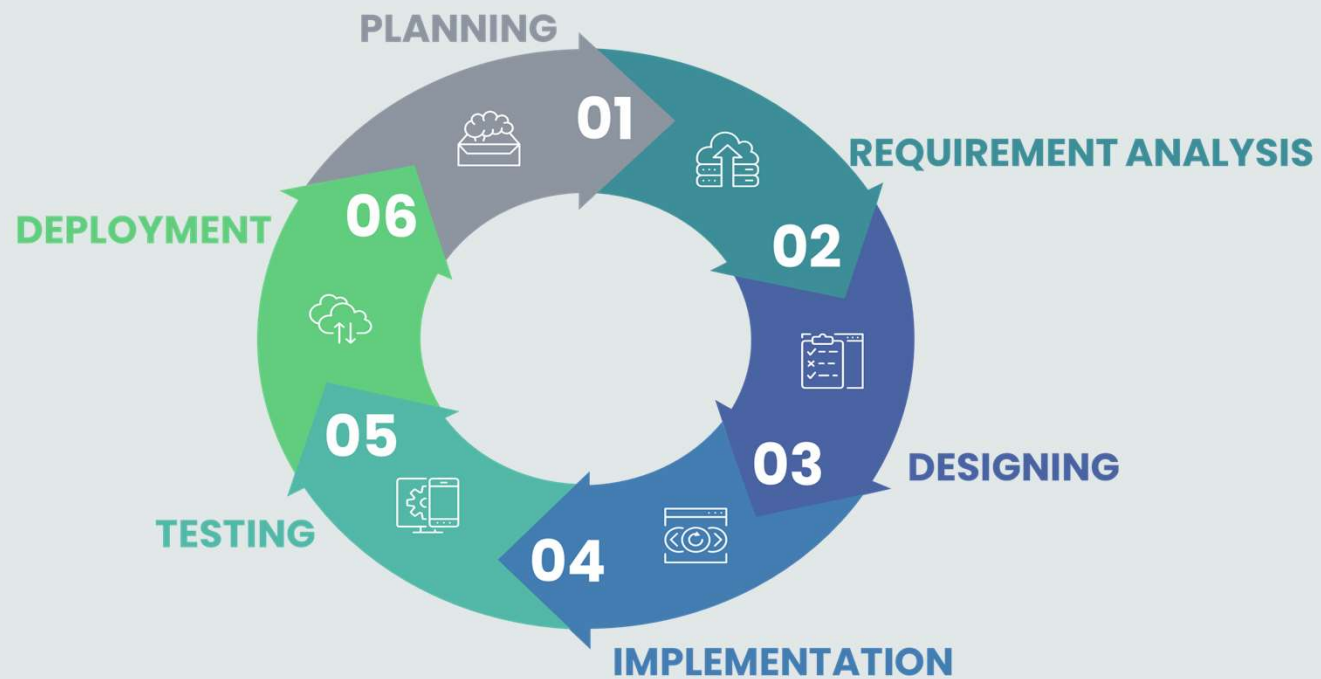 PLANNING
01
REQUIREMENT ANALYSIS
02
DESIGNING
03
IMPLEMENTATION
04
TESTING
05
DEPLOYMENT
06